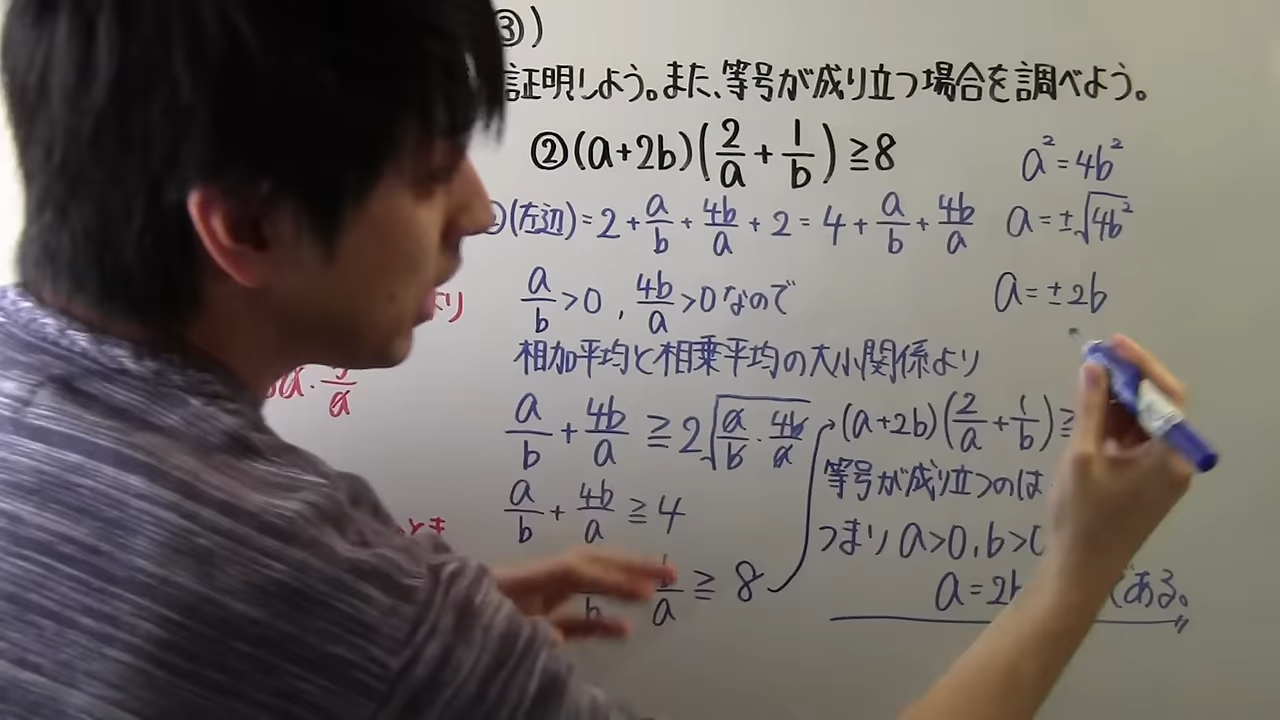 ③)
証明しよう。また、等号が成り立つ場合を調べよう。
②(a+2b)(2/a + 1/b) ≧ 8
(左辺) = 2 + a/b + 4b/a + 2 = 4 + a/b + 4b/a
a/b > 0 , 4b/a > 0 なので
相加平均と相乗平均の大小関係より
a/b + 4b/a ≧ 2√(a/b · 4b/a)
a/b + 4b/a ≧ 4
≧ 8
(a+2b)(2/a + 1/b) ≧
等号が成り立つのは
つまり a>0, b>0
a=2b
である。
a² = 4b²
a = ±√4b²
a = ±2b
より
a ·
とき